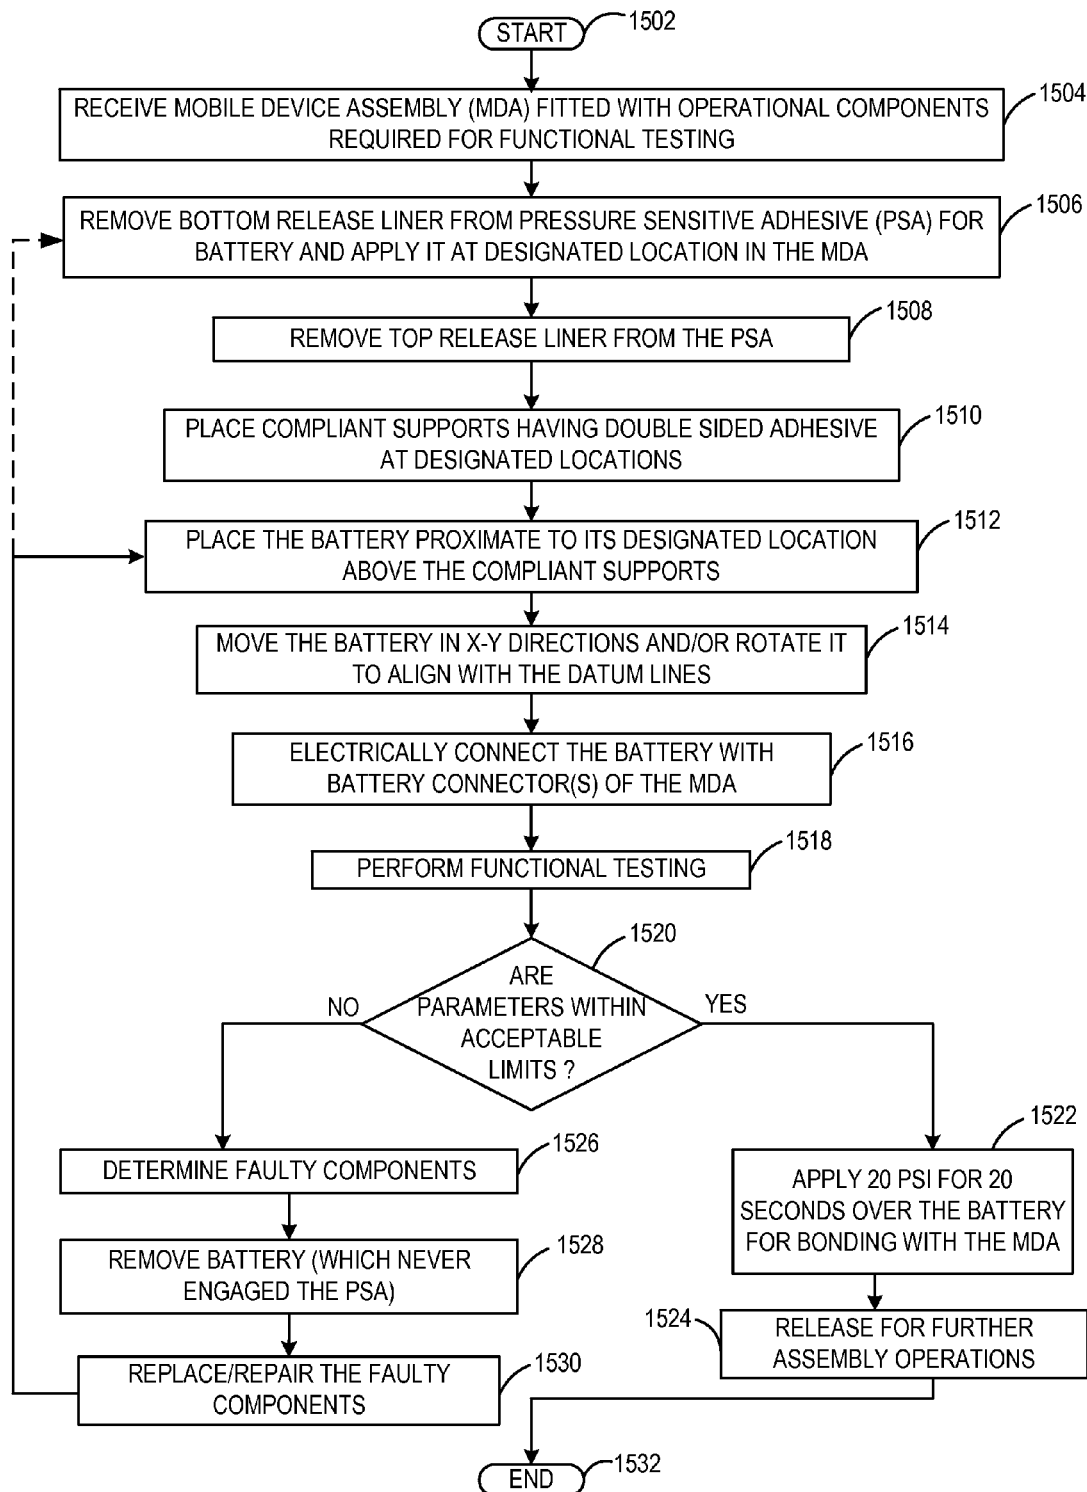 START
1502
RECEIVE MOBILE DEVICE ASSEMBLY (MDA) FITTED WITH OPERATIONAL COMPONENTS
REQUIRED FOR FUNCTIONAL TESTING
1504
REMOVE BOTTOM RELEASE LINER FROM PRESSURE SENSITIVE ADHESIVE (PSA) FOR
BATTERY AND APPLY IT AT DESIGNATED LOCATION IN THE MDA
1506
REMOVE TOP RELEASE LINER FROM THE PSA
1508
PLACE COMPLIANT SUPPORTS HAVING DOUBLE SIDED ADHESIVE
AT DESIGNATED LOCATIONS
1510
PLACE THE BATTERY PROXIMATE TO ITS DESIGNATED LOCATION
ABOVE THE COMPLIANT SUPPORTS
1512
MOVE THE BATTERY IN X-Y DIRECTIONS AND/OR ROTATE IT
TO ALIGN WITH THE DATUM LINES
1514
ELECTRICALLY CONNECT THE BATTERY WITH
BATTERY CONNECTOR(S) OF THE MDA
1516
PERFORM FUNCTIONAL TESTING
1518
ARE
PARAMETERS WITHIN
ACCEPTABLE
LIMITS ?
1520
NO
YES
DETERMINE FAULTY COMPONENTS
1526
REMOVE BATTERY (WHICH NEVER
ENGAGED THE PSA)
1528
REPLACE/REPAIR THE FAULTY
COMPONENTS
1530
APPLY 20 PSI FOR 20
SECONDS OVER THE BATTERY
FOR BONDING WITH THE MDA
1522
RELEASE FOR FURTHER
ASSEMBLY OPERATIONS
1524
END
1532